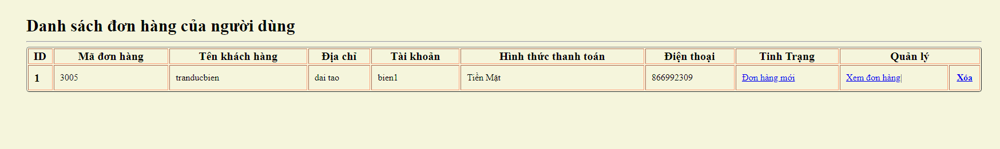 Danh sách đơn hàng của người dùng
ID Mã đơn hàng Tên khách hàng Địa chỉ Tài khoản Hình thức thanh toán Điện thoại Tinh Trạng Quản lý
1 3005 tranducbien dai tao bien1 Tiền Mặt 866992309 Đơn hàng mới Xem đơn hàng| Xóa